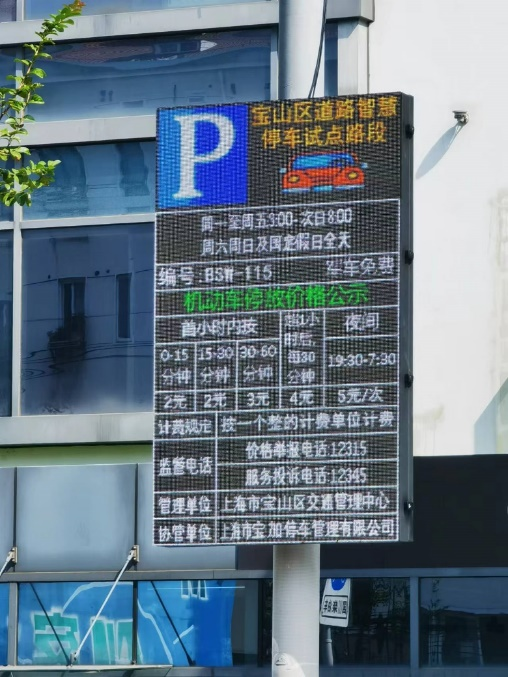 P
宝山区道路智慧
停车试点路段
周一至周五8:00-次日8:00
周六周日及国定假日全天
编号:BSW-115
军车免费
机动车停放价格公示
首小时内按
超1小时后,每30分钟
夜间
0-15分钟
15-30分钟
30-60分钟
19:30-7:30
2元
2元
3元
4元
5元/次
计费规定
按一个整的计费单位计费
监督电话
价格举报电话:12315
服务投诉电话:12345
管理单位
上海市宝山区交通管理中心
协管单位
上海市宝加停车管理有限公司